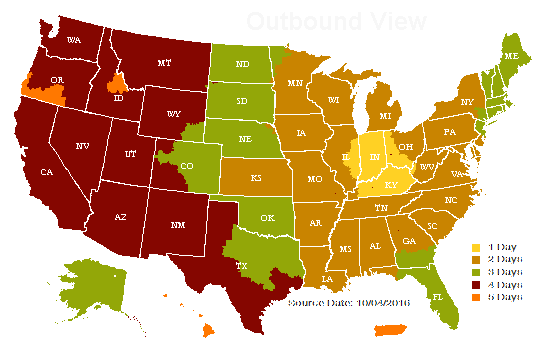 Outbound View
WA
MT
ND
ME
OR
ID
MN
SD
WI
NY
WY
MI
IA
PA
NE
NV
UT
IL
IN
OH
CO
WV
VA
CA
KS
MO
KY
NC
TN
AZ
NM
OK
AR
SC
MS
AL
GA
TX
LA
FL
1 Day
2 Days
3 Days
4 Days
5 Days
Source Date: 10/04/2016